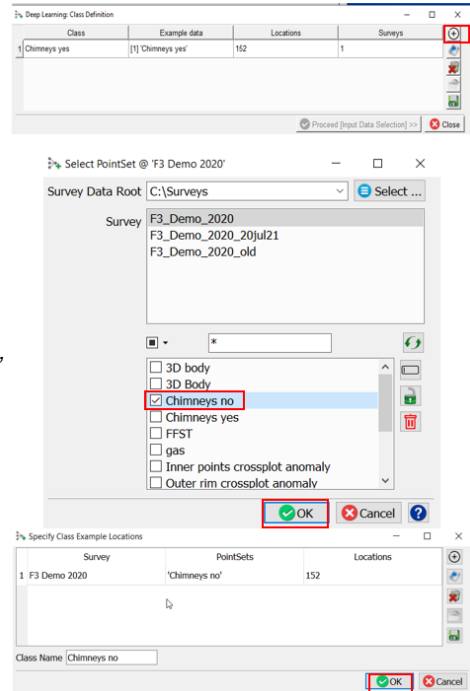 Deep Learning: Class Definition
Class Example data Locations Surveys
1 Chimneys yes [1] 'Chimneys yes' 152 1
Proceed [Input Data Selection] >> Close
Select PointSet @ 'F3 Demo 2020'
Survey Data Root C:\Surveys Select ...
Survey F3_Demo_2020
F3_Demo_2020_20jul21
F3_Demo_2020_old
*
3D body
3D Body
Chimneys no
Chimneys yes
FFST
gas
Inner points crossplot anomaly
Outer rim crossplot anomaly
OK Cancel ?
Specify Class Example Locations
Survey PointSets Locations
1 F3 Demo 2020 'Chimneys no' 152
Class Name Chimneys no
OK Cancel